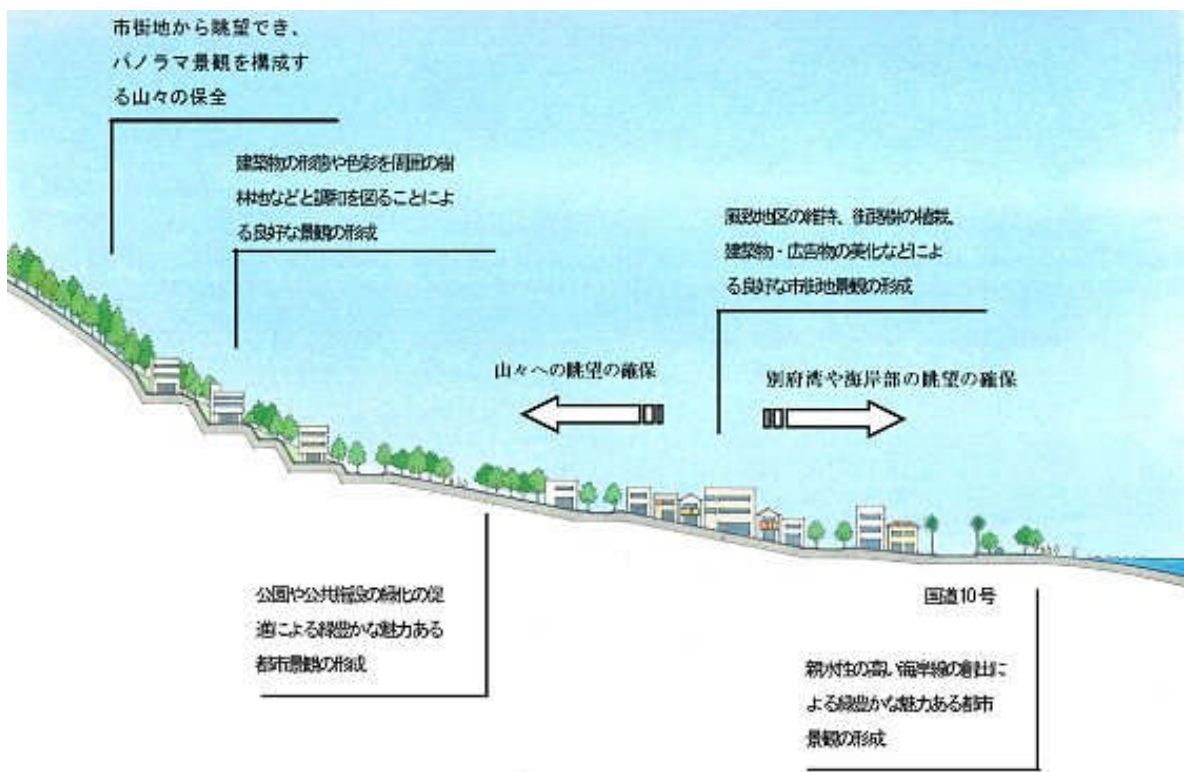 市街地から眺望でき、
パノラマ景観を構成す
る山々の保全
建築物の形態や色彩を周囲の樹
林地などと調和を図ることによ
る良好な景観の形成
風致地区の維持、街路樹の植栽、
建築物・広告物の美化などによ
る良好な市街地景観の形成
山々への眺望の確保
別府湾や海岸部の眺望の確保
公園や公共施設の緑化の促
進による緑豊かな魅力ある
都市景観の形成
国道10号
親水性の高い海岸線の創出に
よる緑豊かな魅力ある都市
景観の形成